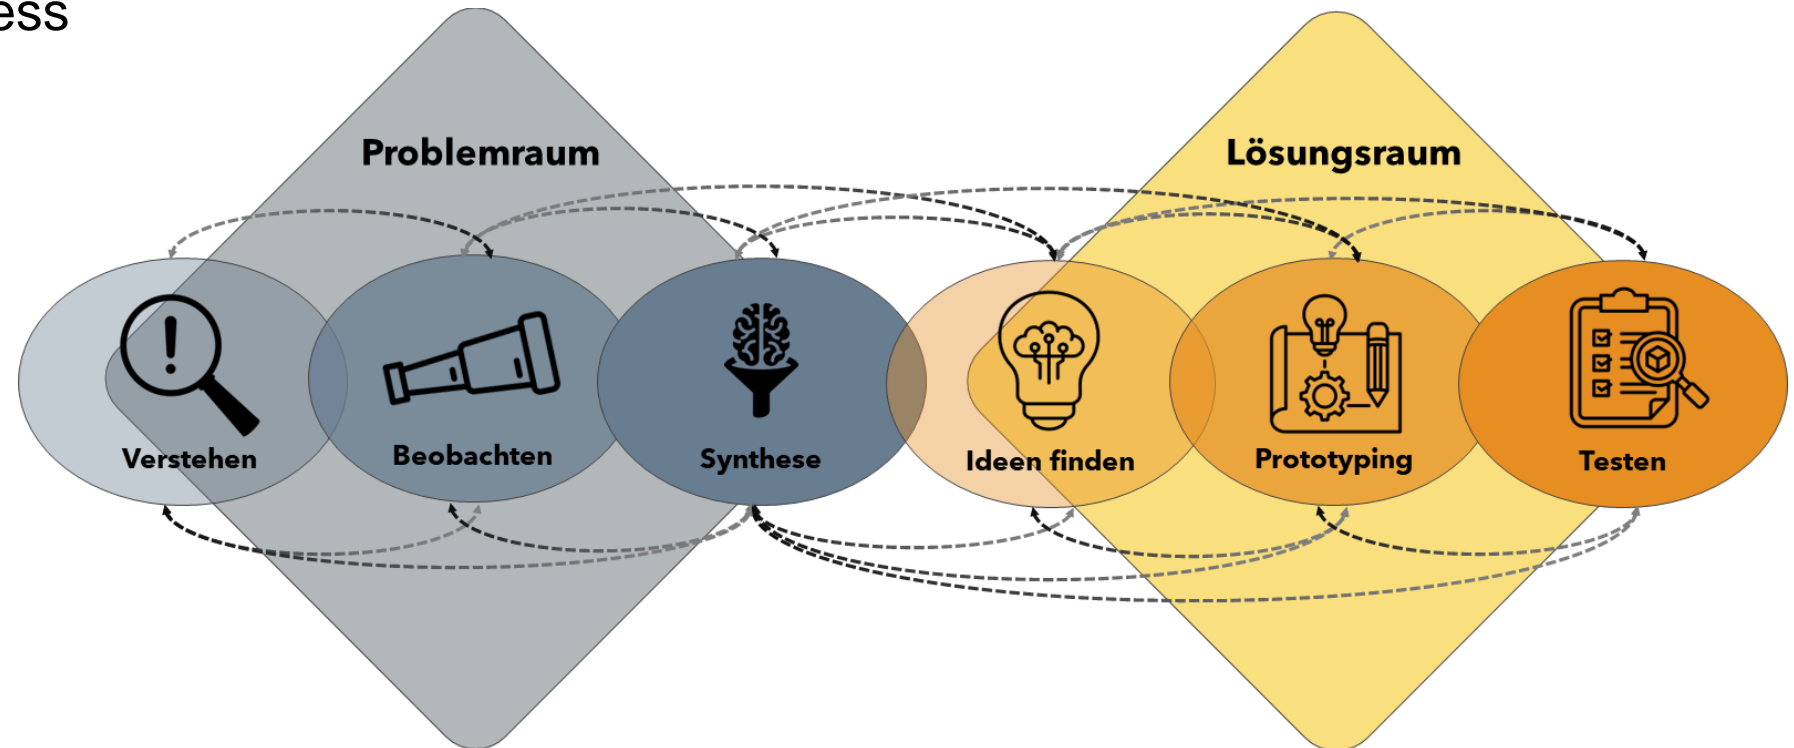 ess
Problemraum
Lösungsraum
Verstehen
Beobachten
Synthese
Ideen finden
Prototyping
Testen